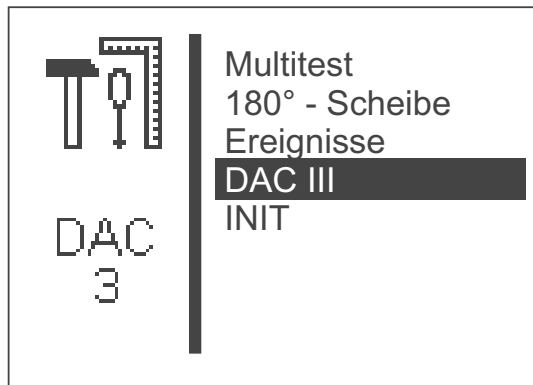 Multitest
180° - Scheibe
Ereignisse
DAC III
INIT
DAC
3